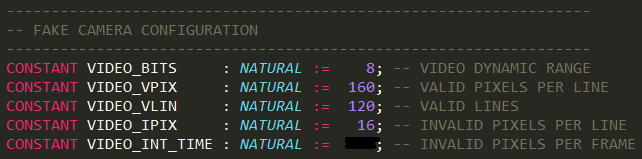 --------------------------------------------------------------
-- FAKE CAMERA CONFIGURATION
--------------------------------------------------------------
CONSTANT VIDEO_BITS     : NATURAL :=    8; -- VIDEO DYNAMIC RANGE
CONSTANT VIDEO_VPIX     : NATURAL :=  160; -- VALID PIXELS PER LINE
CONSTANT VIDEO_VLIN     : NATURAL :=  120; -- VALID LINES
CONSTANT VIDEO_IPIX     : NATURAL :=   16; -- INVALID PIXELS PER LINE
CONSTANT VIDEO_INT_TIME : NATURAL :=      ; -- INVALID PIXELS PER FRAME